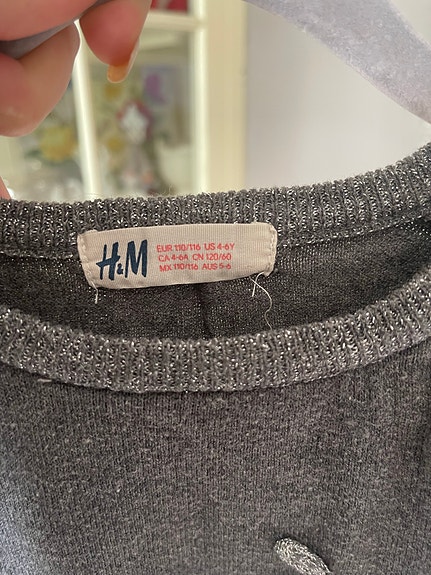 H&M
EUR.110/116 US 4-6Y
CA 4-6A CN 120/60
MX 110/116 AUS 5-6